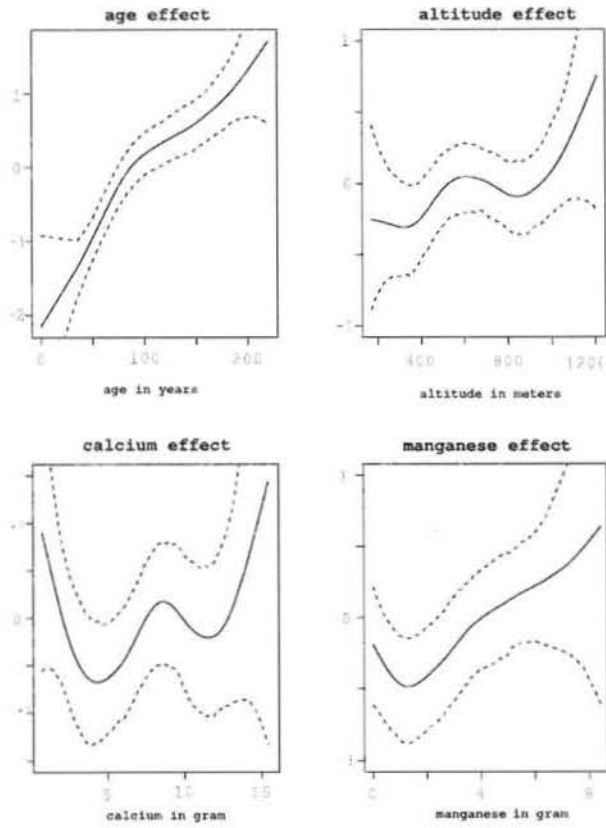 age effect
altitude effect
1
0
-1
-2
0
100
200
age in years
1
0
-1
400
800
1200
altitude in meters
calcium effect
manganese effect
0
5
10
15
calcium in gram
1
0
0
4
8
manganese in gram